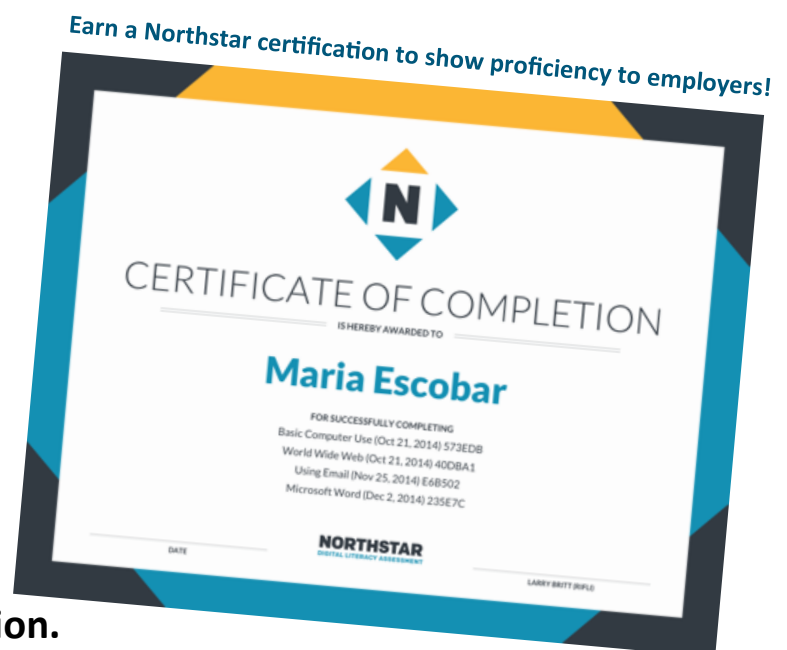 Earn a Northstar certification to show proficiency to employers!
N
CERTIFICATE OF COMPLETION
IS HEREBY AWARDED TO
Maria Escobar
FOR SUCCESSFULLY COMPLETING
Basic Computer Use (Oct 21, 2014) 573EDB
World Wide Web (Oct 21, 2014) 40DBA1
Using Email (Nov 25, 2014) E6B502
Microsoft Word (Dec 2, 2014) 235E7C
NORTHSTAR
DIGITAL LITERACY ASSESSMENT
DATE
LARRY BRITT (RIFLI)
ion.